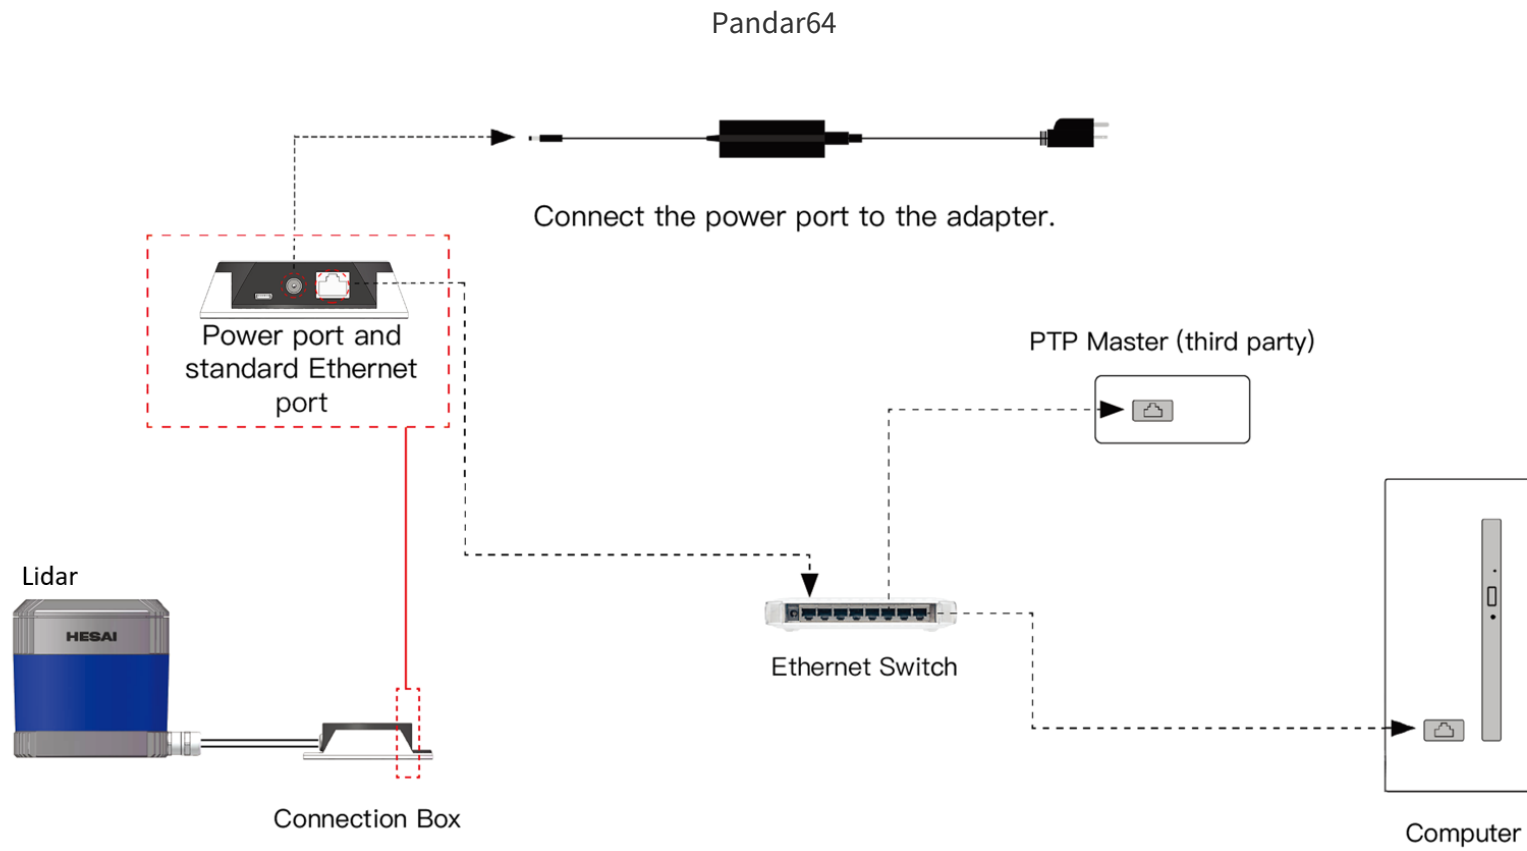 Pandar64
Connect the power port to the adapter.
Power port and
standard Ethernet
port
PTP Master (third party)
Lidar
HESAI
Ethernet Switch
Connection Box
Computer